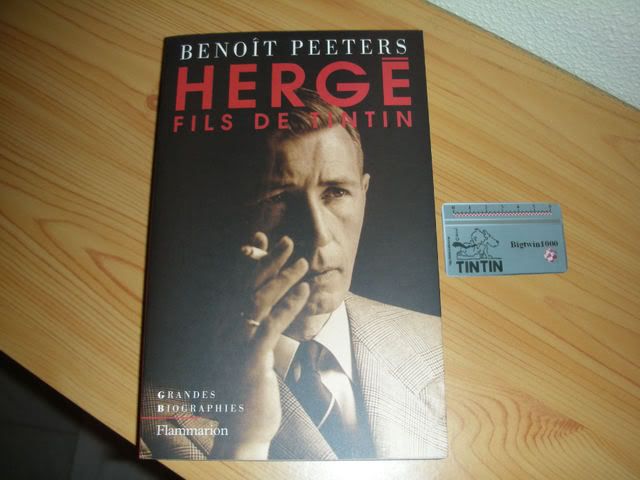 BENOÎT PEETERS
HERGÉ
FILS DE TINTIN
GRANDES
BIOGRAPHIES
Flammarion
Bigtwin1000
TINTIN